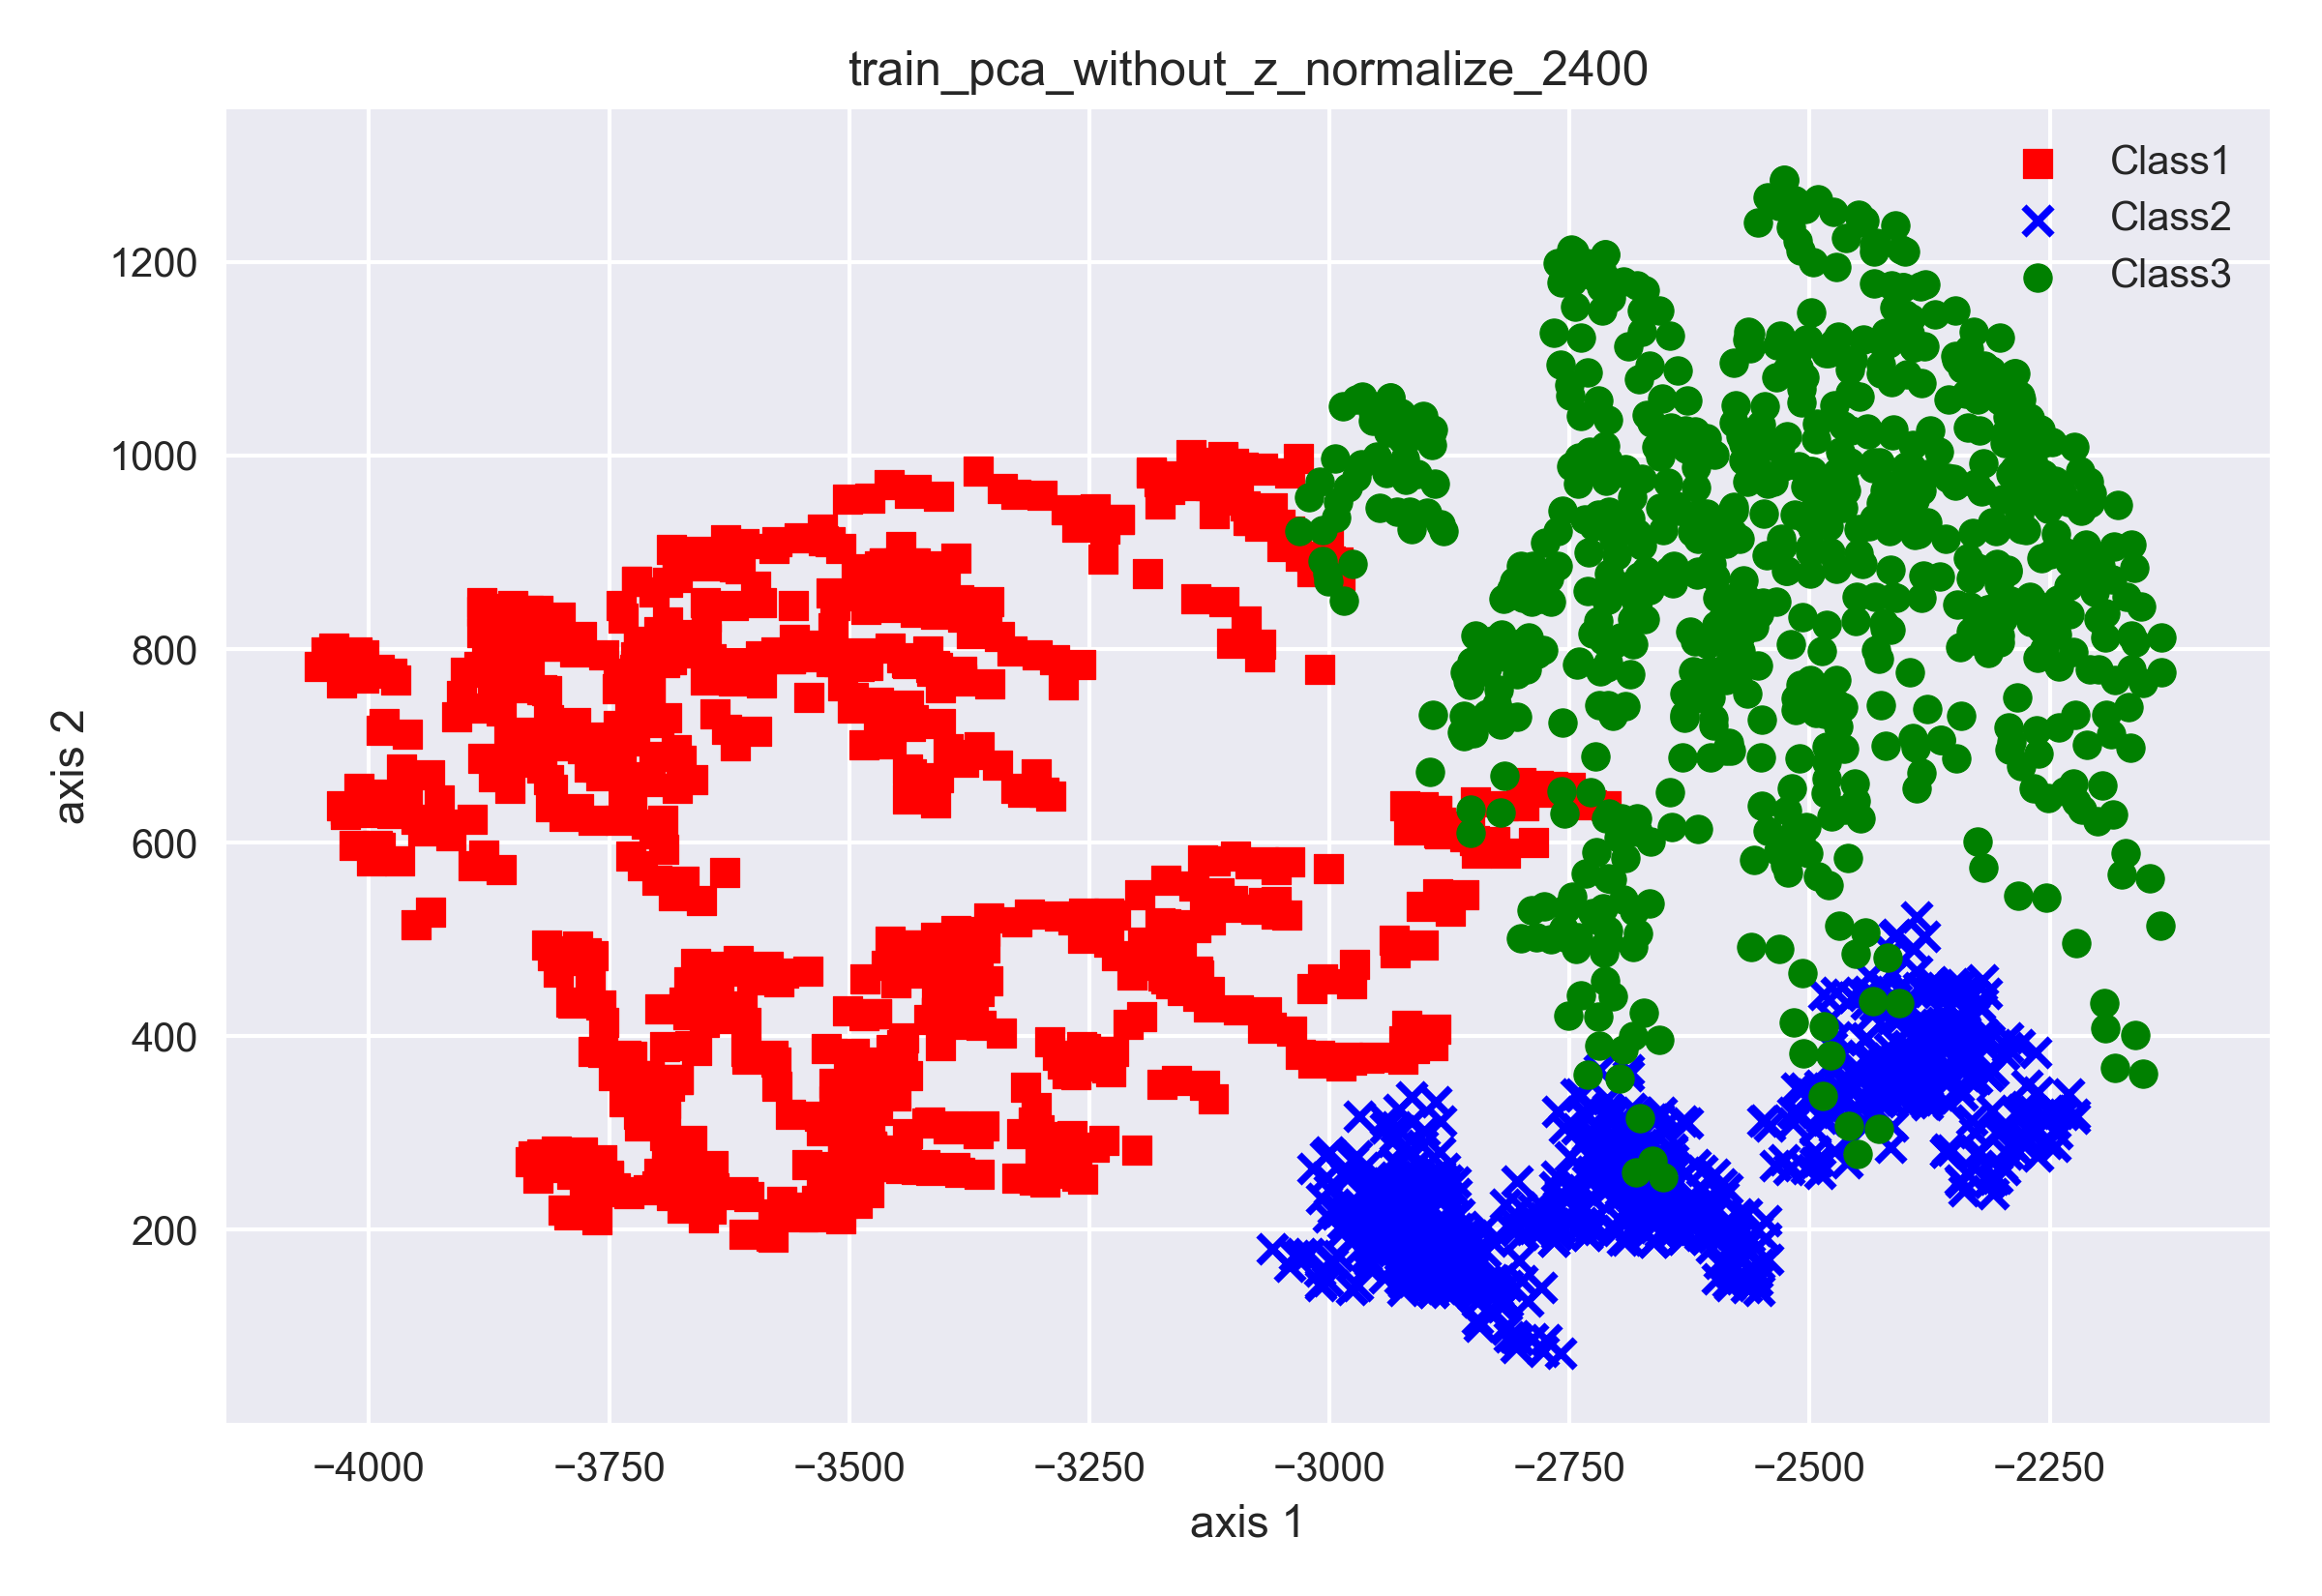 train_pca_without_z_normalize_2400
Class1
Class2
Class3
1200
1000
800
600
400
200
axis 2
−4000 −3750 −3500 −3250 −3000 −2750 −2500 −2250
axis 1